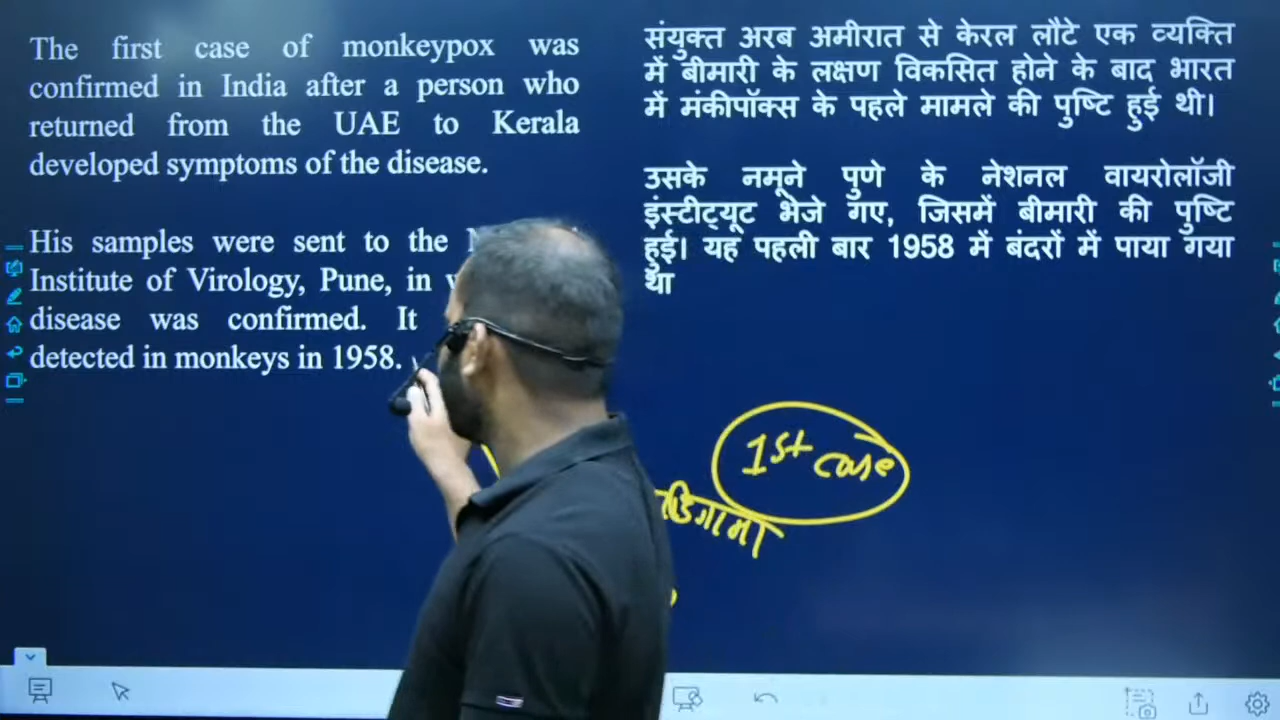 The first case of monkeypox was
confirmed in India after a person who
returned from the UAE to Kerala
developed symptoms of the disease.
His samples were sent to the
Institute of Virology, Pune, in
disease was confirmed. It
detected in monkeys in 1958.
संयुक्त अरब अमीरात से केरल लौटे एक व्यक्ति
में बीमारी के लक्षण विकसित होने के बाद भारत
में मंकीपॉक्स के पहले मामले की पुष्टि हुई थी।
उसके नमूने पुणे के नेशनल वायरोलॉजी
इंस्टीट्यूट भेजे गए, जिसमें बीमारी की पुष्टि
हुई। यह पहली बार 1958 में बंदरों में पाया गया
था
1st case